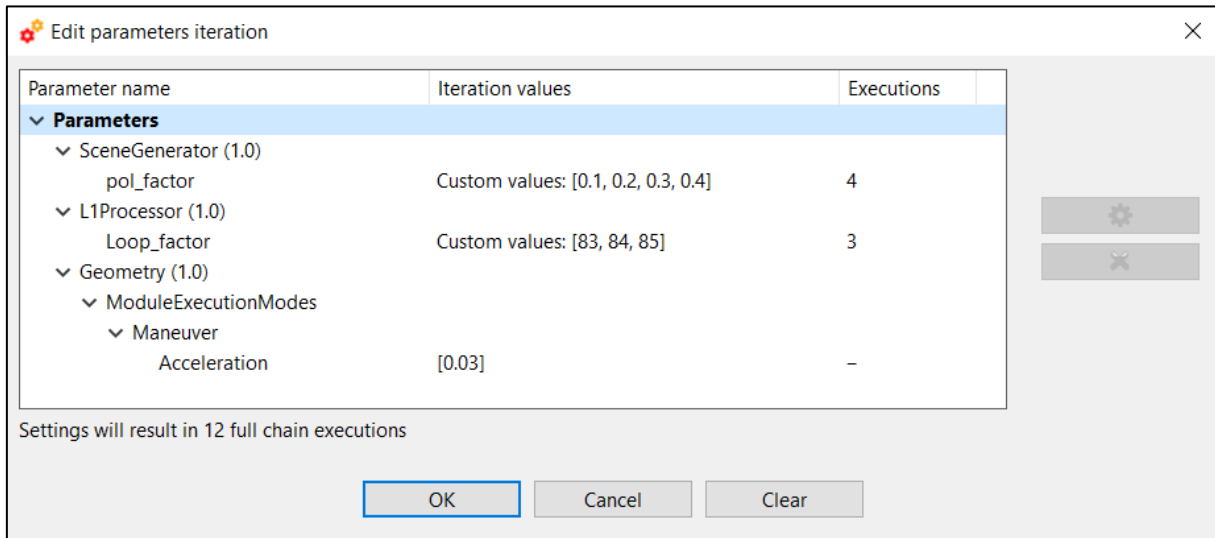 Edit parameters iteration
Parameter name Iteration values Executions
Parameters
SceneGenerator (1.0)
pol_factor Custom values: [0.1, 0.2, 0.3, 0.4] 4
L1Processor (1.0)
Loop_factor Custom values: [83, 84, 85] 3
Geometry (1.0)
ModuleExecutionModes
Maneuver
Acceleration [0.03] –
Settings will result in 12 full chain executions
OK Cancel Clear